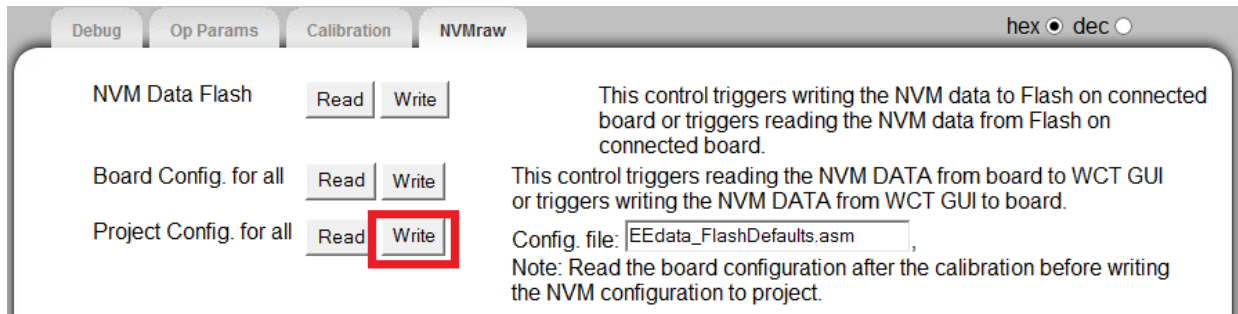 Debug Op Params Calibration NVMraw hex dec
NVM Data Flash Read Write This control triggers writing the NVM data to Flash on connected
board or triggers reading the NVM data from Flash on
connected board.
Board Config. for all Read Write This control triggers reading the NVM DATA from board to WCT GUI
or triggers writing the NVM DATA from WCT GUI to board.
Project Config. for all Read Write Config. file: EEdata_FlashDefaults.asm ,
Note: Read the board configuration after the calibration before writing
the NVM configuration to project.